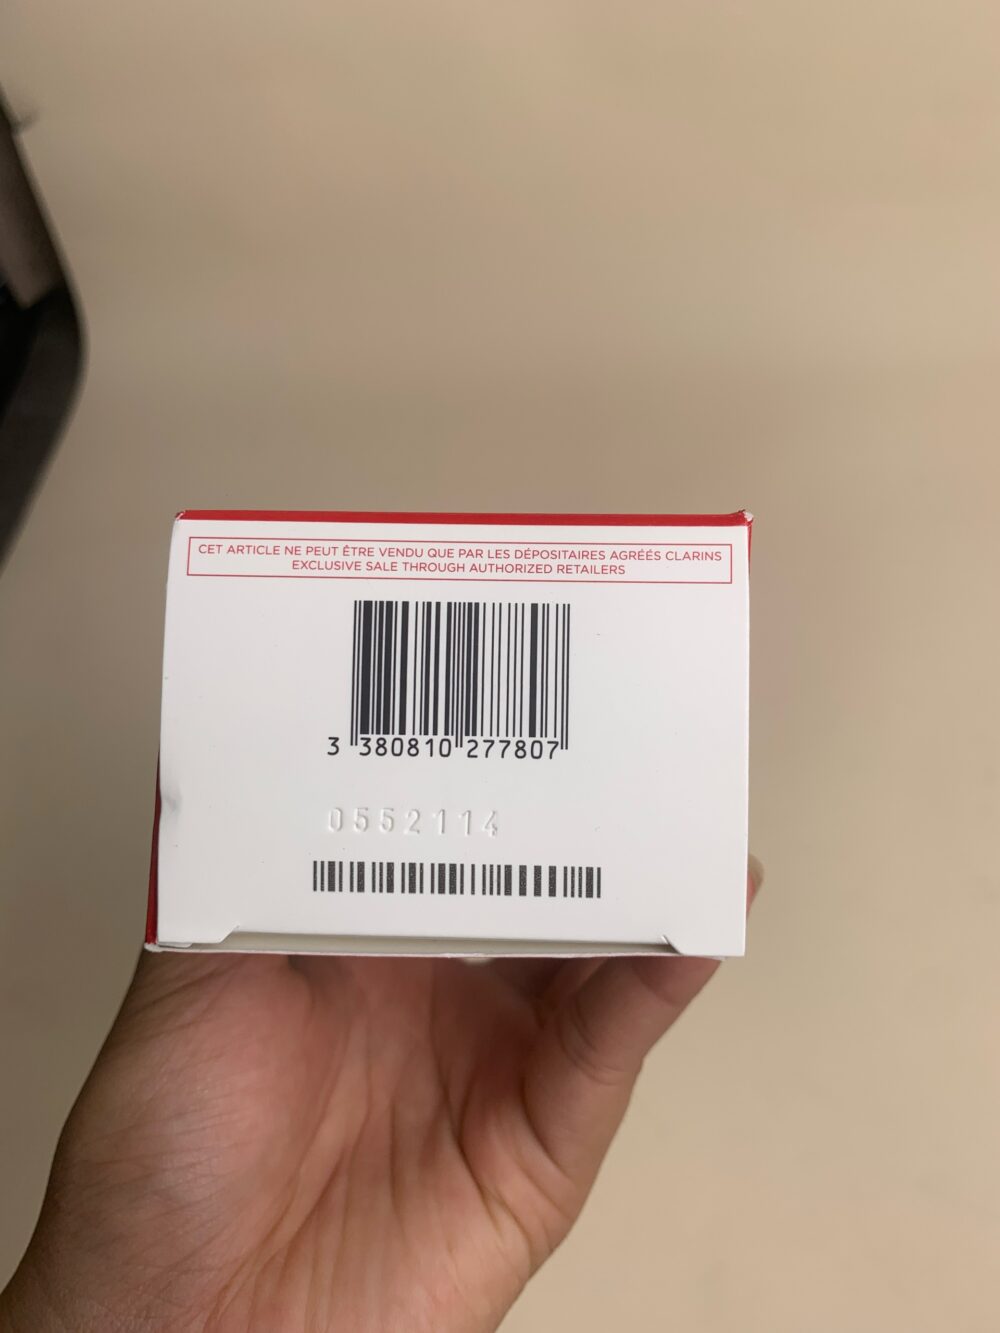 CET ARTICLE NE PEUT ÊTRE VENDU QUE PAR LES DÉPOSITAIRES AGRÉÉS CLARINS
EXCLUSIVE SALE THROUGH AUTHORIZED RETAILERS
3 380810 277807
0552114